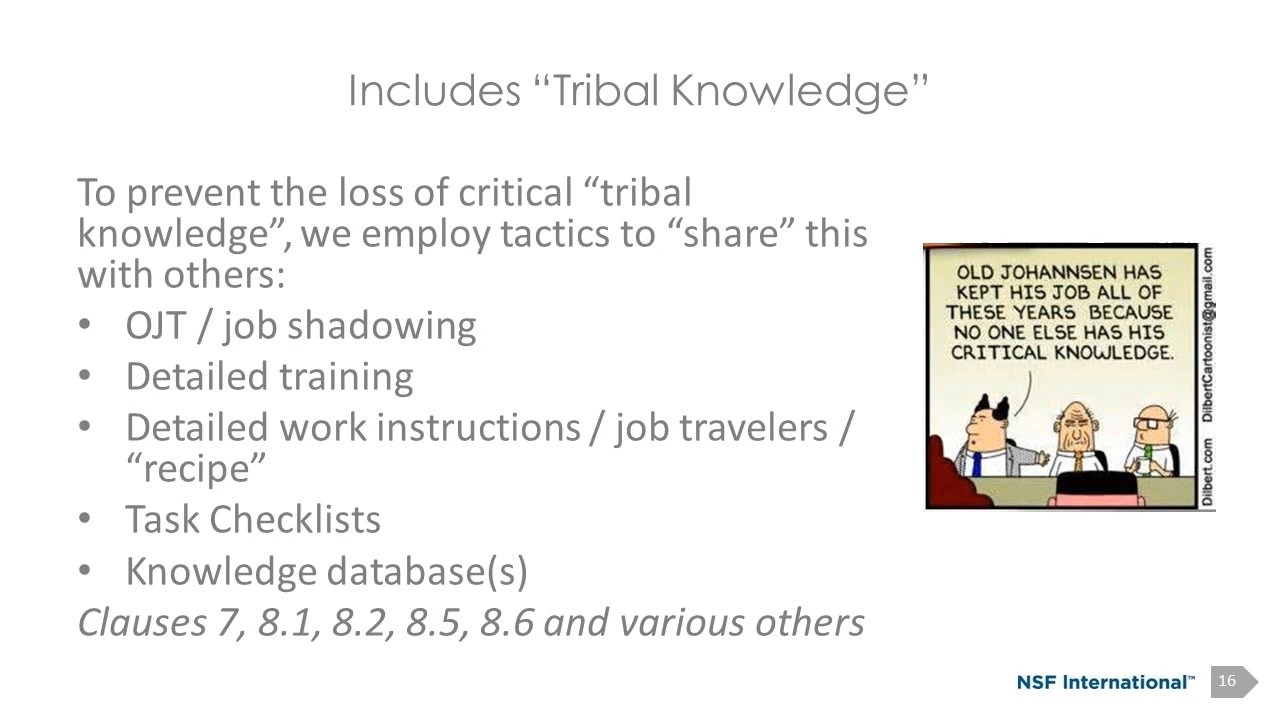 Includes “Tribal Knowledge”
To prevent the loss of critical “tribal
knowledge”, we employ tactics to “share” this
with others:
• OJT / job shadowing
• Detailed training
• Detailed work instructions / job travelers /
“recipe”
• Task Checklists
• Knowledge database(s)
Clauses 7, 8.1, 8.2, 8.5, 8.6 and various others
OLD JOHANNSEN HAS
KEPT HIS JOB ALL OF
THESE YEARS BECAUSE
NO ONE ELSE HAS HIS
CRITICAL KNOWLEDGE.
Dilbert.com DilbertCartoonist@gmail.com
NSF International™
16